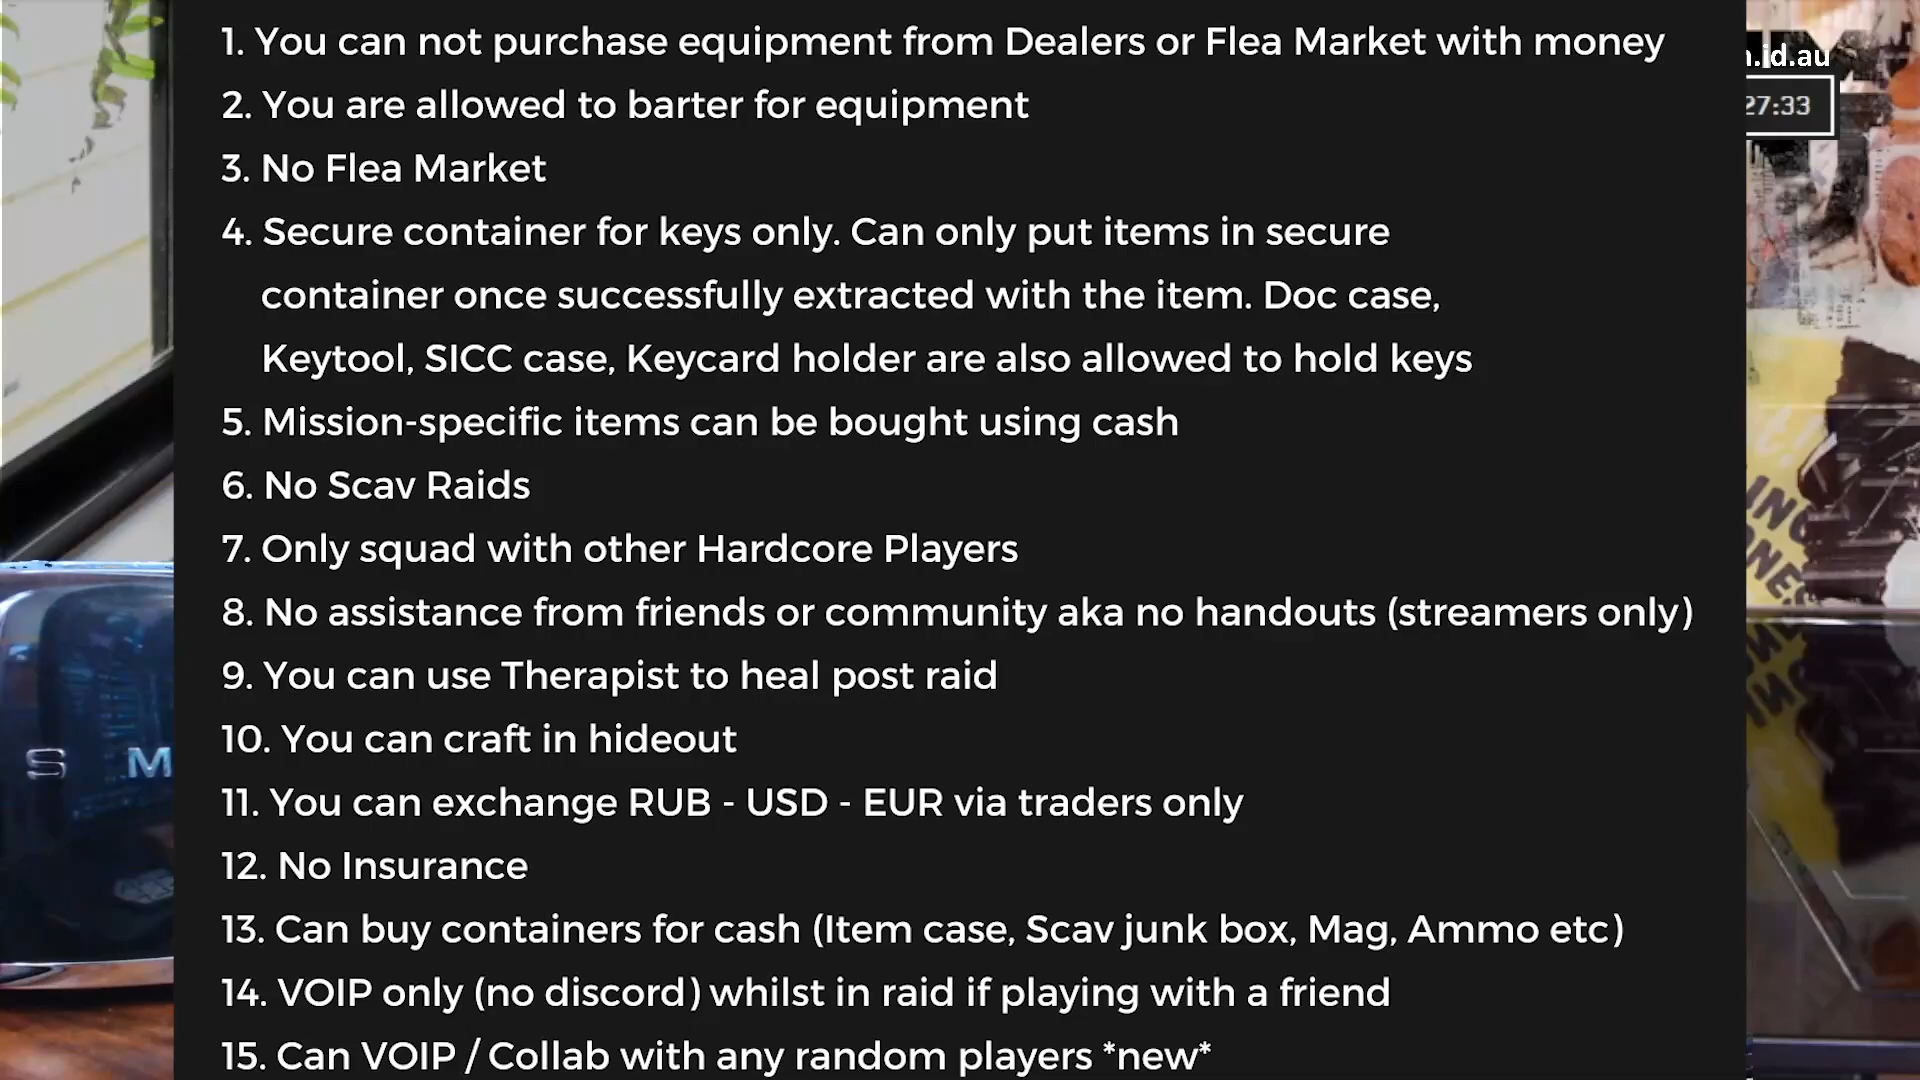 1. You can not purchase equipment from Dealers or Flea Market with money
2. You are allowed to barter for equipment
3. No Flea Market
4. Secure container for keys only. Can only put items in secure
container once successfully extracted with the item. Doc case,
Keytool, SICC case, Keycard holder are also allowed to hold keys
5. Mission-specific items can be bought using cash
6. No Scav Raids
7. Only squad with other Hardcore Players
8. No assistance from friends or community aka no handouts (streamers only)
9. You can use Therapist to heal post raid
10. You can craft in hideout
11. You can exchange RUB - USD - EUR via traders only
12. No Insurance
13. Can buy containers for cash (Item case, Scav junk box, Mag, Ammo etc)
14. VOIP only (no discord) whilst in raid if playing with a friend
15. Can VOIP / Collab with any random players *new*
.id.au
27:33
S M